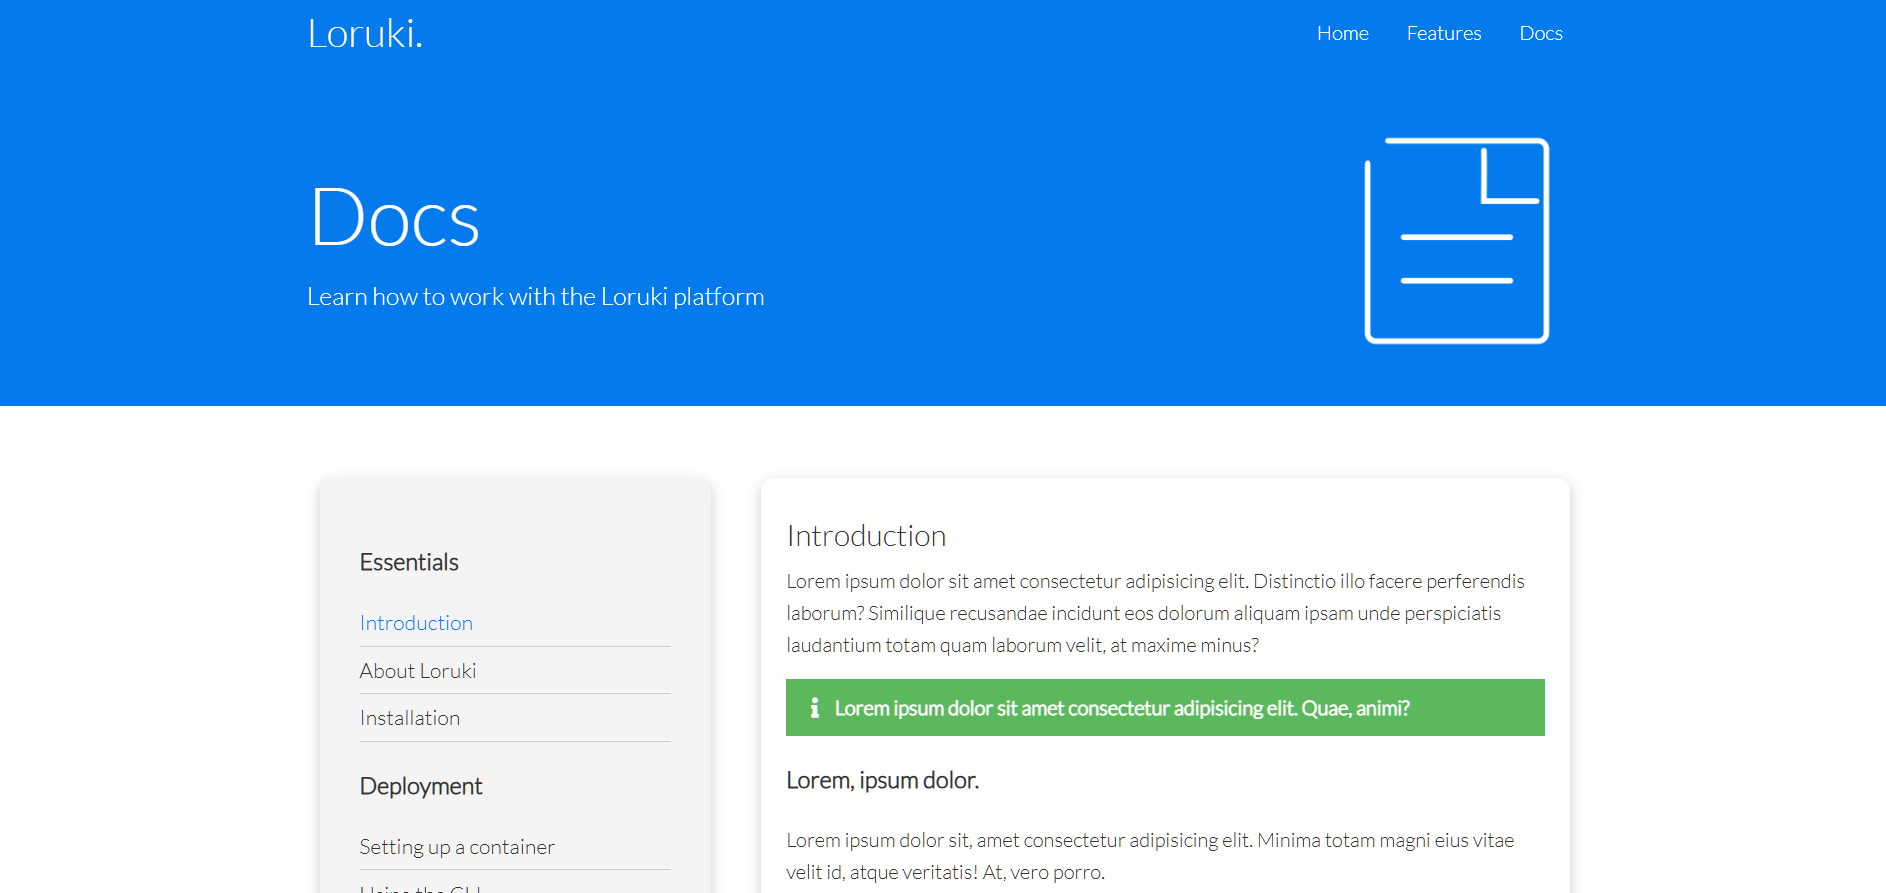 Loruki.
Home Features Docs
Docs
Learn how to work with the Loruki platform
Essentials
Introduction
About Loruki
Installation
Deployment
Setting up a container
Introduction
Lorem ipsum dolor sit amet consectetur adipisicing elit. Distinctio illo facere perferendis
laborum? Similique recusandae incidunt eos dolorum aliquam ipsam unde perspiciatis
laudantium totam quam laborum velit, at maxime minus?
Lorem ipsum dolor sit amet consectetur adipisicing elit. Quae, animi?
Lorem, ipsum dolor.
Lorem ipsum dolor sit, amet consectetur adipisicing elit. Minima totam magni eius vitae
velit id, atque veritatis! At, vero porro.